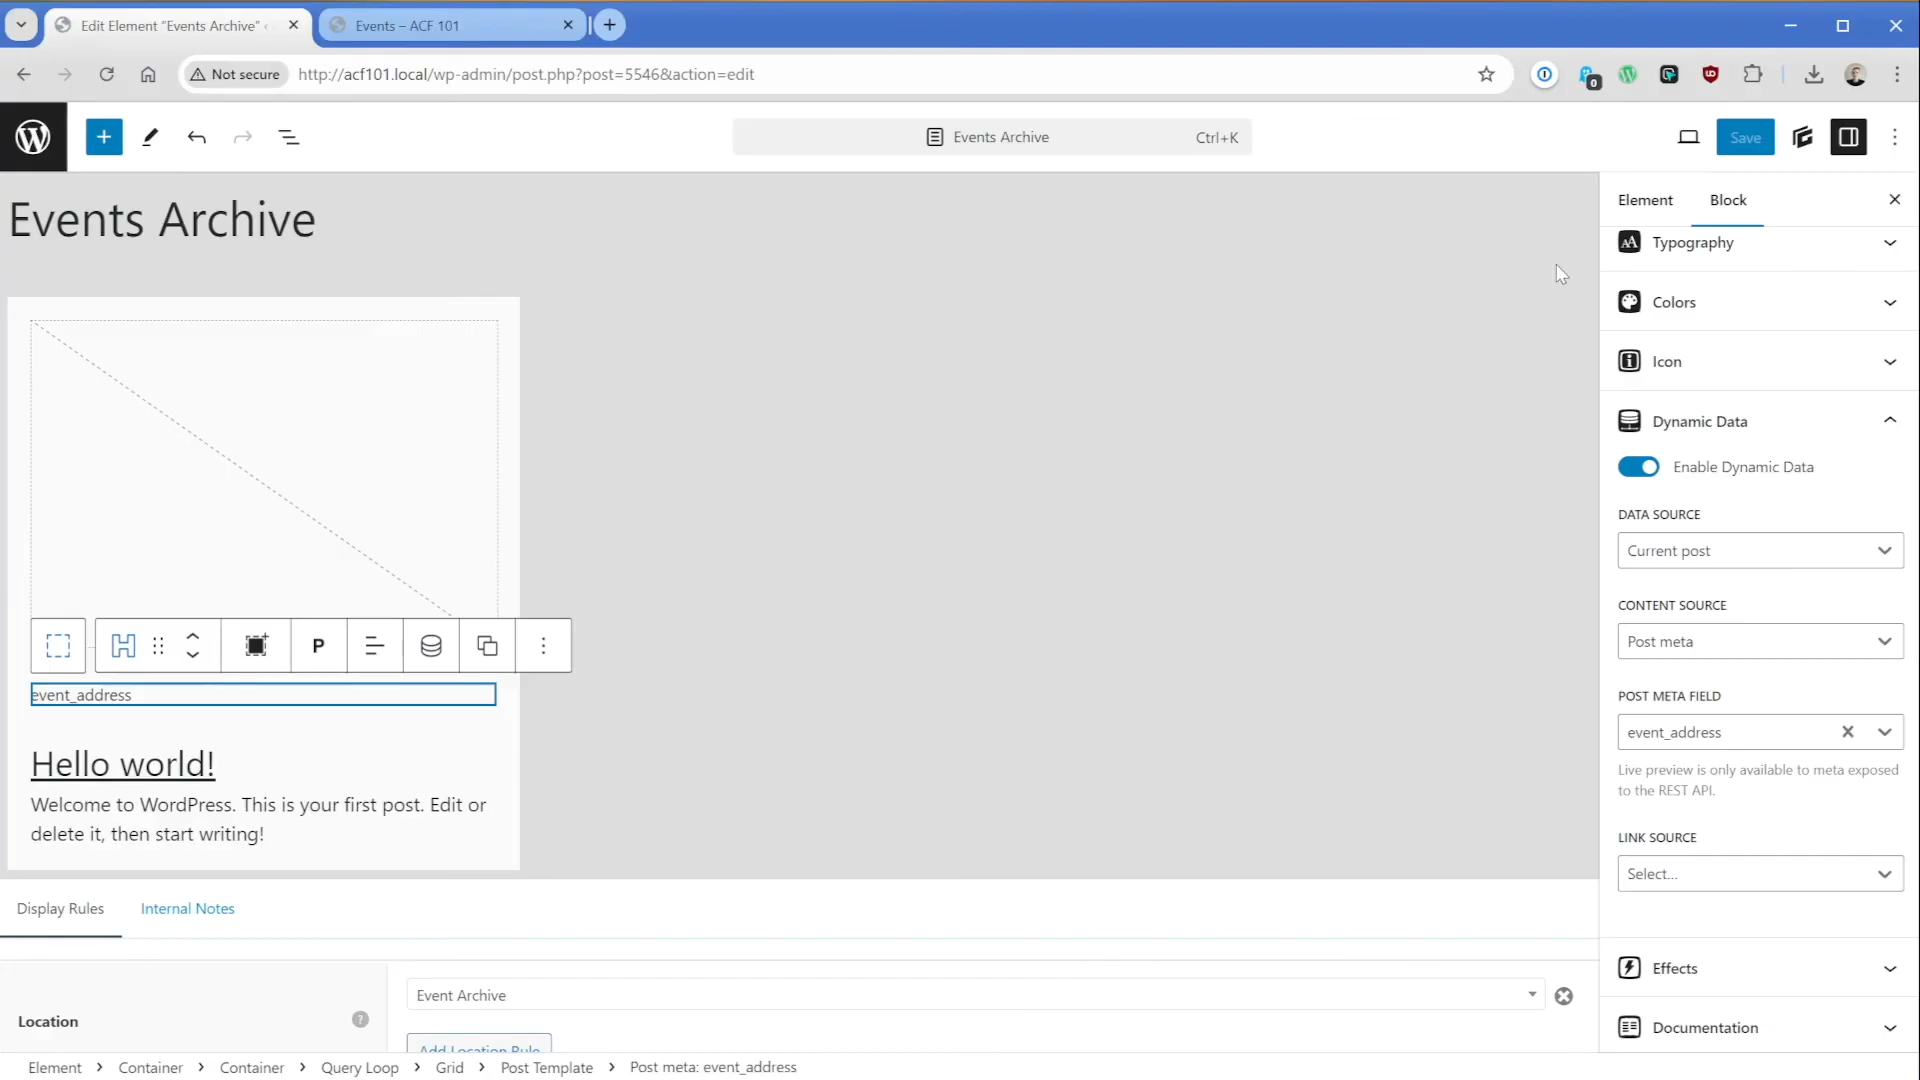 Edit Element "Events Archive"
Events – ACF 101
Not secure
http://acf101.local/wp-admin/post.php?post=5546&action=edit
0
Events Archive
Ctrl+K
Save
Events Archive
Element
Block
Typography
Colors
Icon
Dynamic Data
Enable Dynamic Data
DATA SOURCE
Current post
CONTENT SOURCE
Post meta
POST META FIELD
event_address
Live preview is only available to meta exposed
to the REST API.
LINK SOURCE
Select...
Effects
Documentation
P
event_address
Hello world!
Welcome to WordPress. This is your first post. Edit or
delete it, then start writing!
Display Rules
Internal Notes
Location
?
Event Archive
Add Location Rule
Element
Container
Container
Query Loop
Grid
Post Template
Post meta: event_address